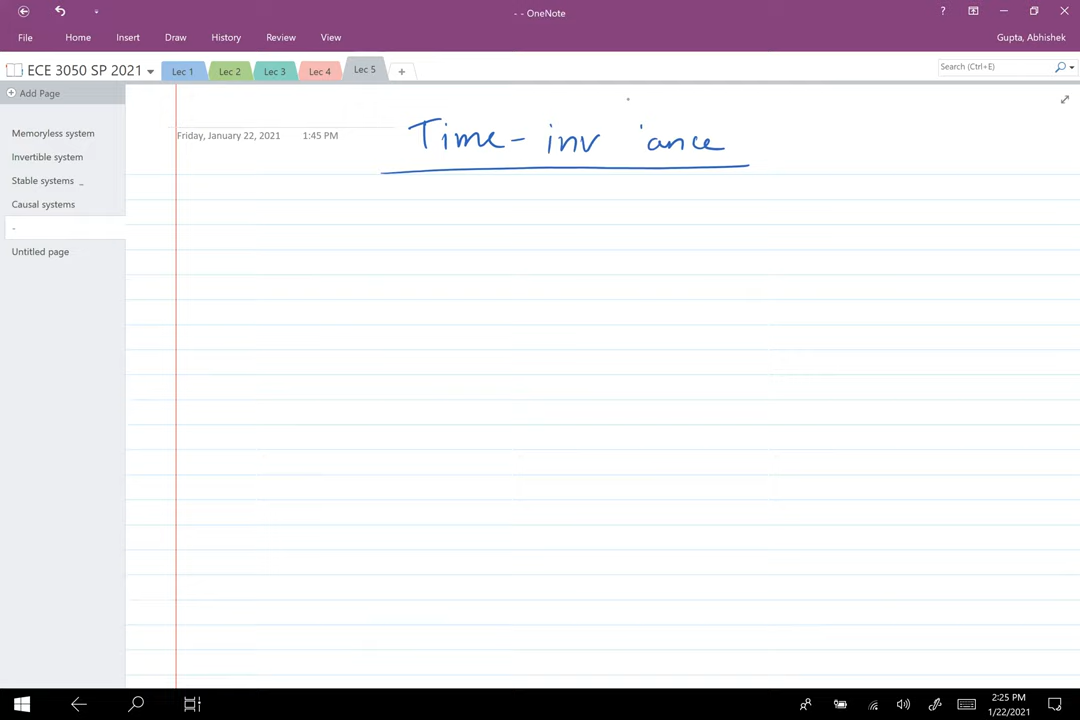 - - OneNote
Gupta, Abhishek
File Home Insert Draw History Review View
ECE 3050 SP 2021 Lec 1 Lec 2 Lec 3 Lec 4 Lec 5 +
Search (Ctrl+E)
Add Page
Time-inv iance
Friday, January 22, 2021 1:45 PM
Memoryless system
Invertible system
Stable systems _
Causal systems
-
Untitled page
2:25 PM
1/22/2021